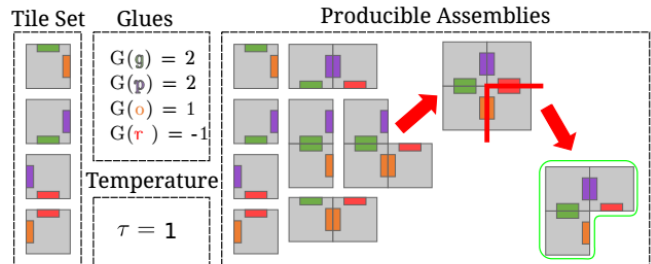 Tile Set
Glues
Producible Assemblies
G(g) = 2
G(p) = 2
G(o) = 1
G(r ) = -1
Temperature
τ = 1